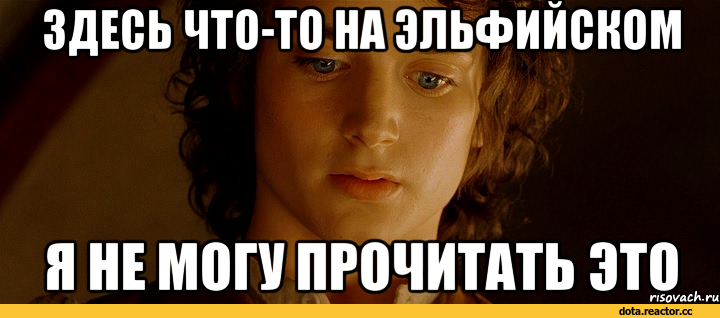 ЗДЕСЬ ЧТО-ТО НА ЭЛЬФИЙСКОМ
Я НЕ МОГУ ПРОЧИТАТЬ ЭТО
risovach.ru
dota.reactor.cc